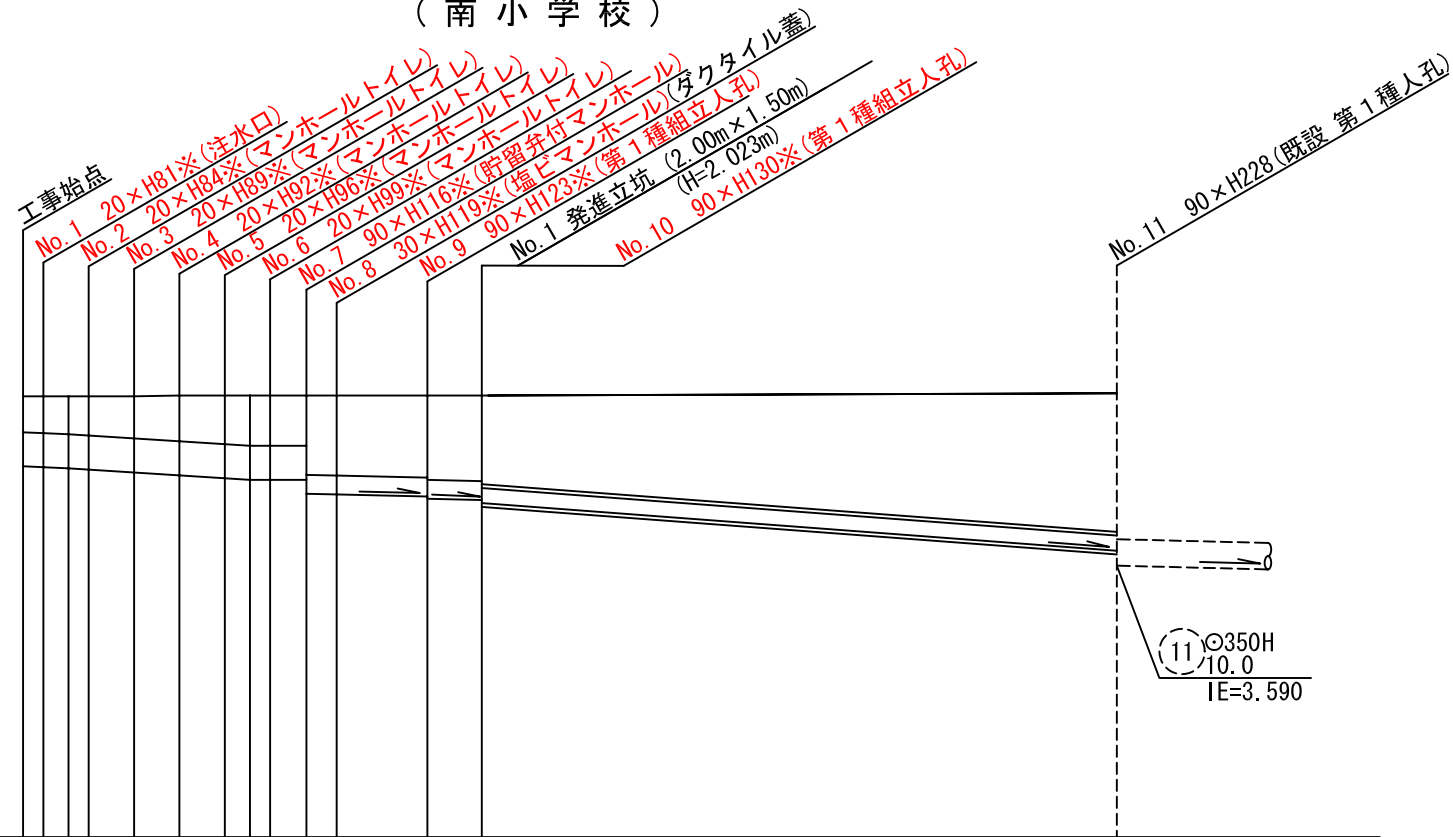 （南小学校）
工事始点
No.1 20×H81※(注水口)
No.2 20×H84※(マンホールトイレ)
No.3 20×H89※(マンホールトイレ)
No.4 20×H92※(マンホールトイレ)
No.5 20×H96※(マンホールトイレ)
No.6 20×H99※(マンホールトイレ)
No.7 90×H116※(貯留弁付マンホール)
No.8 30×H119※(塩ビマンホール)(ダクタイル蓋)
No.9 90×H123※(第1種組立人孔)
No.1 発進立坑 (2.00m×1.50m)
(H=2.023m)
No.10 90×H130※(第1種組立人孔)
No.11 90×H228(既設 第1種人孔)
11 ⊙350H
10.0
IE=3.590